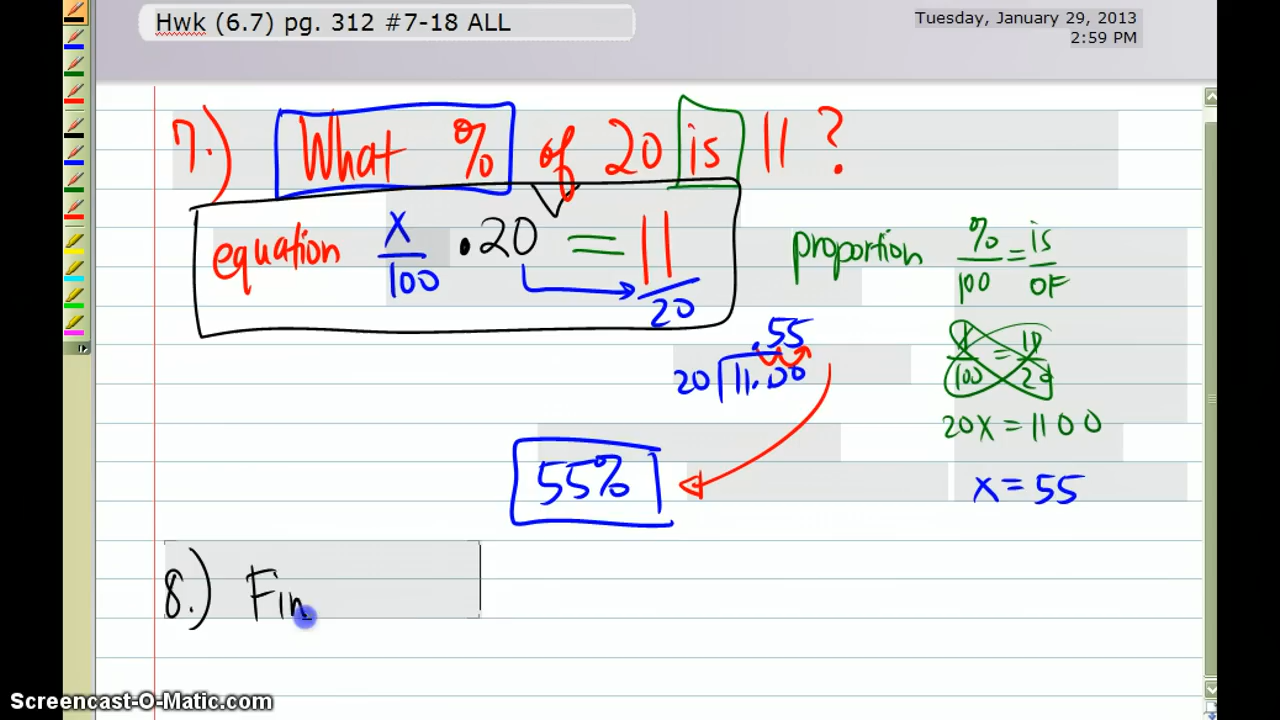 Hwk (6.7) pg. 312 #7-18 ALL
Tuesday, January 29, 2013
2:59 PM
7.) What % of 20 is 11 ?
equation x/100 • 20 = 11/20
proportion %/100 = is/OF
.55
20 11.00
100 20
20x = 1100
55%
x = 55
8.) Fin
Screencast-O-Matic.com